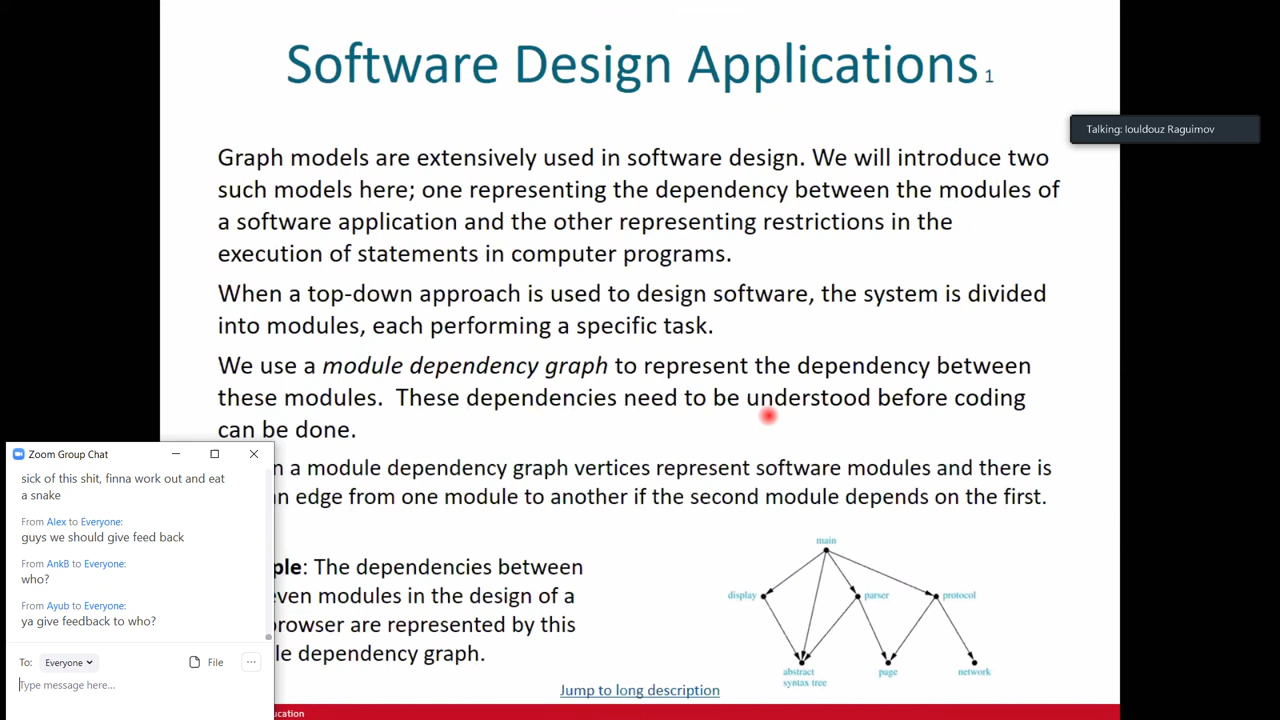 Software Design Applications 1
Talking: Iouldouz Raguimov
Graph models are extensively used in software design. We will introduce two
such models here; one representing the dependency between the modules of
a software application and the other representing restrictions in the
execution of statements in computer programs.
When a top-down approach is used to design software, the system is divided
into modules, each performing a specific task.
We use a module dependency graph to represent the dependency between
these modules.  These dependencies need to be understood before coding
can be done.
n a module dependency graph vertices represent software modules and there is
an edge from one module to another if the second module depends on the first.
ple: The dependencies between
even modules in the design of a
browser are represented by this
le dependency graph.
main
display
parser
protocol
abstract
syntax tree
page
network
Jump to long description
ucation
Zoom Group Chat
sick of this shit, finna work out and eat
a snake
From Alex to Everyone:
guys we should give feed back
From AnkB to Everyone:
who?
From Ayub to Everyone:
ya give feedback to who?
To: Everyone
File
...
Type message here...